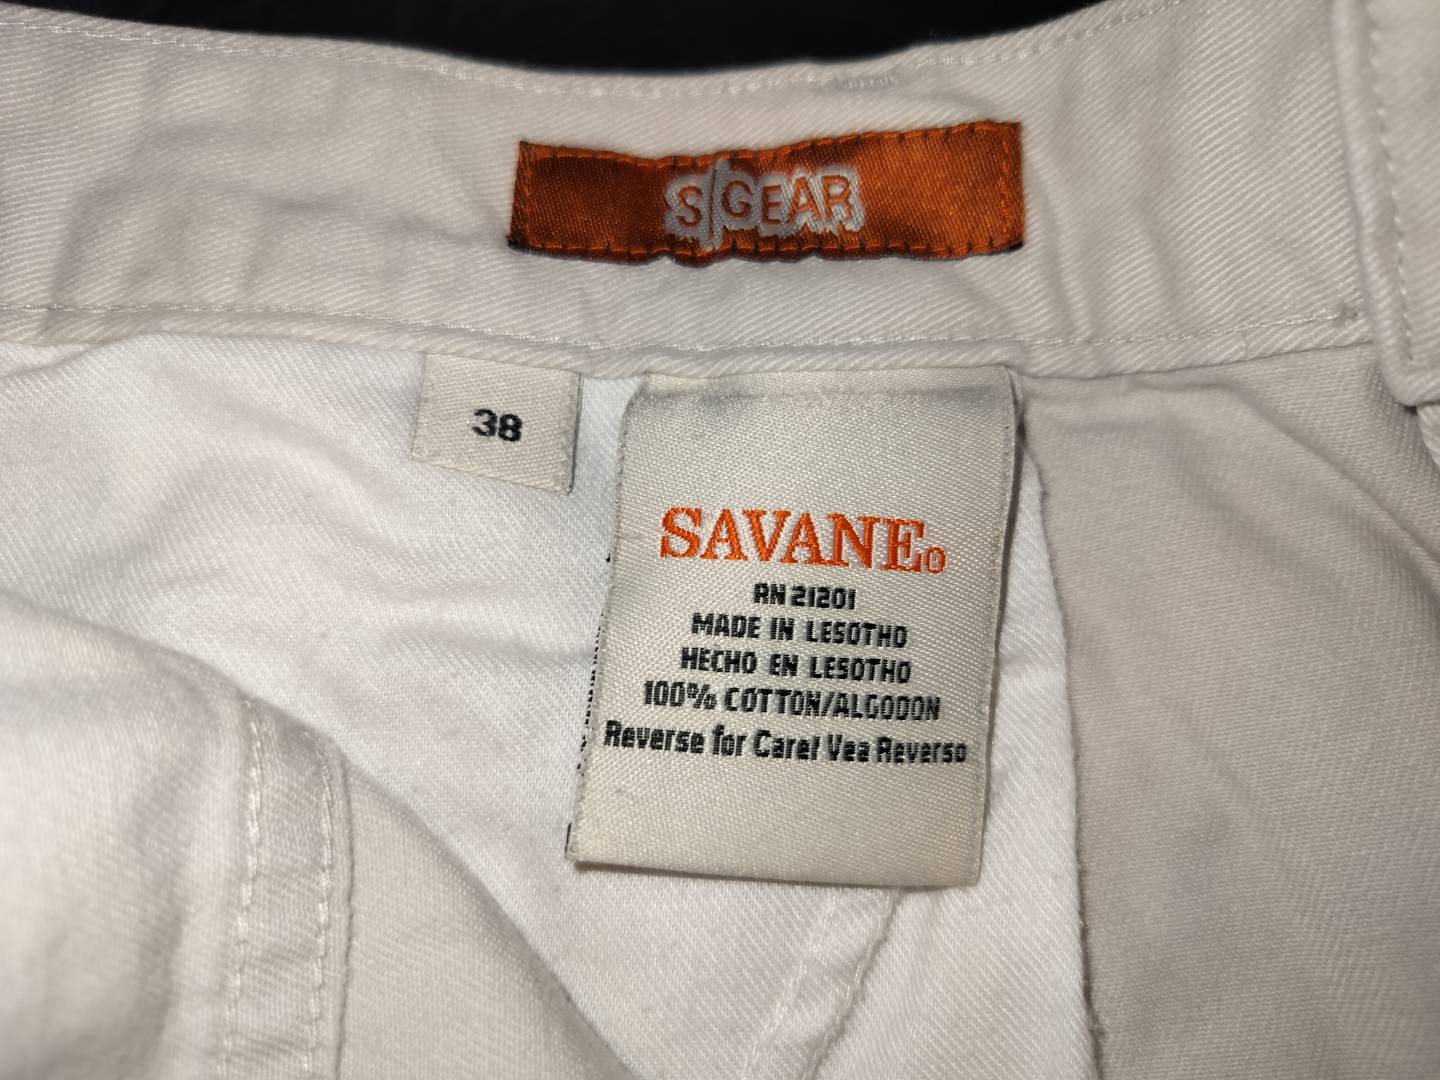 S/GEAR
38
SAVANE®
RN 21201
MADE IN LESOTHO
HECHO EN LESOTHO
100% COTTON/ALGODON
Reverse for Care/ Vea Reverso